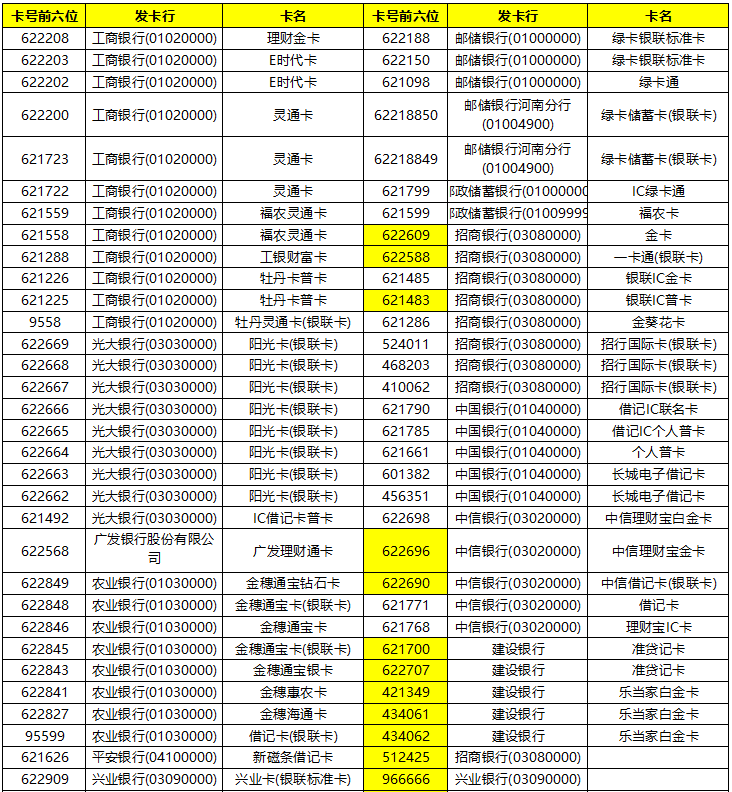 卡号前六位 发卡行 卡名 卡号前六位 发卡行 卡名
622208 工商银行(01020000) 理财金卡 622188 邮储银行(01000000) 绿卡银联标准卡
622203 工商银行(01020000) E时代卡 622150 邮储银行(01000000) 绿卡银联标准卡
622202 工商银行(01020000) E时代卡 621098 邮储银行(01000000) 绿卡通
622200 工商银行(01020000) 灵通卡 62218850 邮储银行河南分行
(01004900) 绿卡储蓄卡(银联卡)
621723 工商银行(01020000) 灵通卡 62218849 邮储银行河南分行
(01004900) 绿卡储蓄卡(银联卡)
621722 工商银行(01020000) 灵通卡 621799 政储蓄银行(01000000 IC绿卡通
621559 工商银行(01020000) 福农灵通卡 621599 政储蓄银行(01009999 福农卡
621558 工商银行(01020000) 福农灵通卡 622609 招商银行(03080000) 金卡
621288 工商银行(01020000) 工银财富卡 622588 招商银行(03080000) 一卡通(银联卡)
621226 工商银行(01020000) 牡丹卡普卡 621485 招商银行(03080000) 银联IC金卡
621225 工商银行(01020000) 牡丹卡普卡 621483 招商银行(03080000) 银联IC普卡
9558 工商银行(01020000) 牡丹灵通卡(银联卡) 621286 招商银行(03080000) 金葵花卡
622669 光大银行(03030000) 阳光卡(银联卡) 524011 招商银行(03080000) 招行国际卡(银联卡)
622668 光大银行(03030000) 阳光卡(银联卡) 468203 招商银行(03080000) 招行国际卡(银联卡)
622667 光大银行(03030000) 阳光卡(银联卡) 410062 招商银行(03080000) 招行国际卡(银联卡)
622666 光大银行(03030000) 阳光卡(银联卡) 621790 中国银行(01040000) 借记IC联名卡
622665 光大银行(03030000) 阳光卡(银联卡) 621785 中国银行(01040000) 借记IC个人普卡
622664 光大银行(03030000) 阳光卡(银联卡) 621661 中国银行(01040000) 个人普卡
622663 光大银行(03030000) 阳光卡(银联卡) 601382 中国银行(01040000) 长城电子借记卡
622662 光大银行(03030000) 阳光卡(银联卡) 456351 中国银行(01040000) 长城电子借记卡
621492 光大银行(03030000) IC借记卡普卡 622698 中信银行(03020000) 中信理财宝白金卡
622568 广发银行股份有限公
司 广发理财通卡 622696 中信银行(03020000) 中信理财宝金卡
622849 农业银行(01030000) 金穗通宝钻石卡 622690 中信银行(03020000) 中信借记卡(银联卡)
622848 农业银行(01030000) 金穗通宝卡(银联卡) 621771 中信银行(03020000) 借记卡
622846 农业银行(01030000) 金穗通宝卡 621768 中信银行(03020000) 理财宝IC卡
622845 农业银行(01030000) 金穗通宝卡(银联卡) 621700 建设银行 准贷记卡
622843 农业银行(01030000) 金穗通宝银卡 622707 建设银行 准贷记卡
622841 农业银行(01030000) 金穗惠农卡 421349 建设银行 乐当家白金卡
622827 农业银行(01030000) 金穗海通卡 434061 建设银行 乐当家白金卡
95599 农业银行(01030000) 借记卡(银联卡) 434062 建设银行 乐当家白金卡
621626 平安银行(04100000) 新磁条借记卡 512425 招商银行(03080000)
622909 兴业银行(03090000) 兴业卡(银联标准卡) 966666 兴业银行(03090000)